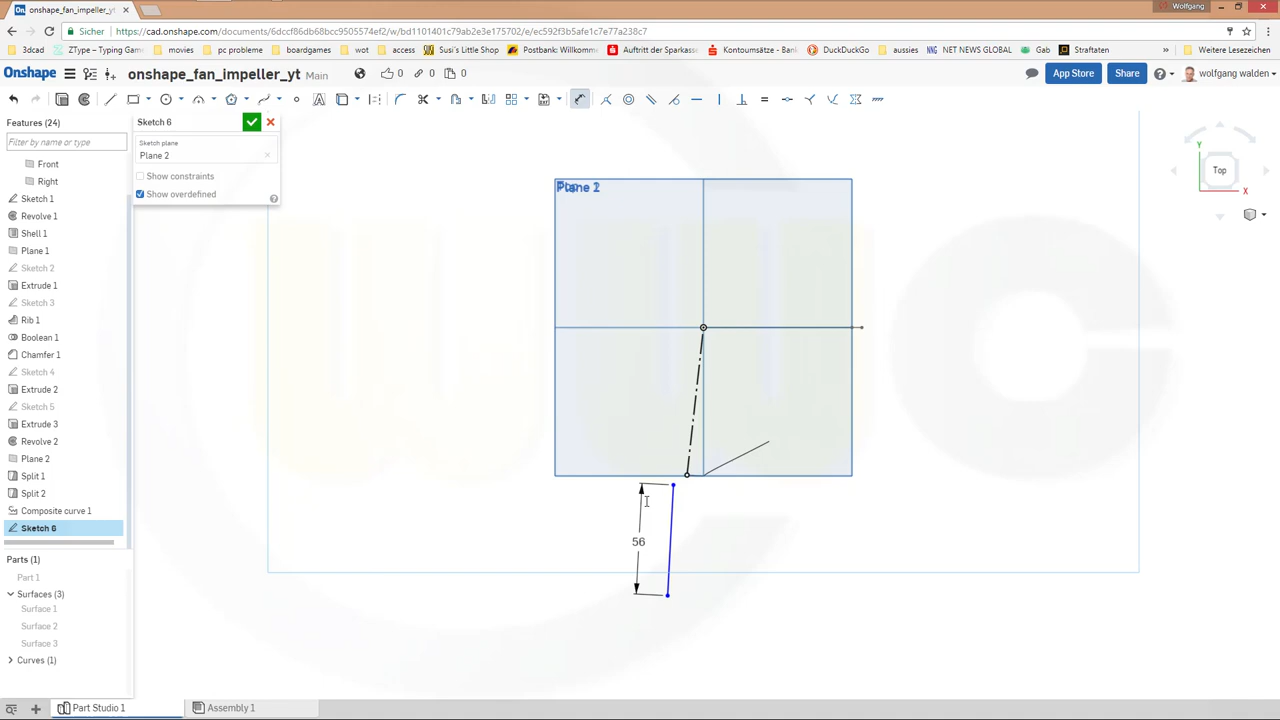 Wolfgang
onshape_fan_impeller_yt
Sicher
https://cad.onshape.com/documents/6dccf86db68bcc9505574ef2/w/bd1101401c79ab2e3e175702/e/ec592f3b5afe1c7e77a238c7
3dcad
ZType – Typing Game
movies
pc probleme
boardgames
wot
access
Susi's Little Shop
Postbank: Willkomme
Auftritt der Sparkasse
Kontoumsätze - Bank
DuckDuckGo
aussies
NET NEWS GLOBAL
Gab
Straftaten
Weitere Lesezeichen
Onshape
onshape_fan_impeller_yt
Main
0
0
0
App Store
Share
wolfgang walden
Features (24)
Filter by name or type
Front
Right
Sketch 1
Revolve 1
Shell 1
Plane 1
Sketch 2
Extrude 1
Sketch 3
Rib 1
Boolean 1
Chamfer 1
Sketch 4
Extrude 2
Sketch 5
Extrude 3
Revolve 2
Plane 2
Split 1
Split 2
Composite curve 1
Sketch 6
Parts (1)
Part 1
Surfaces (3)
Surface 1
Surface 2
Surface 3
Curves (1)
Sketch 6
Sketch plane
Plane 2
Show constraints
Show overdefined
56
Y
Top
X
Part Studio 1
Assembly 1